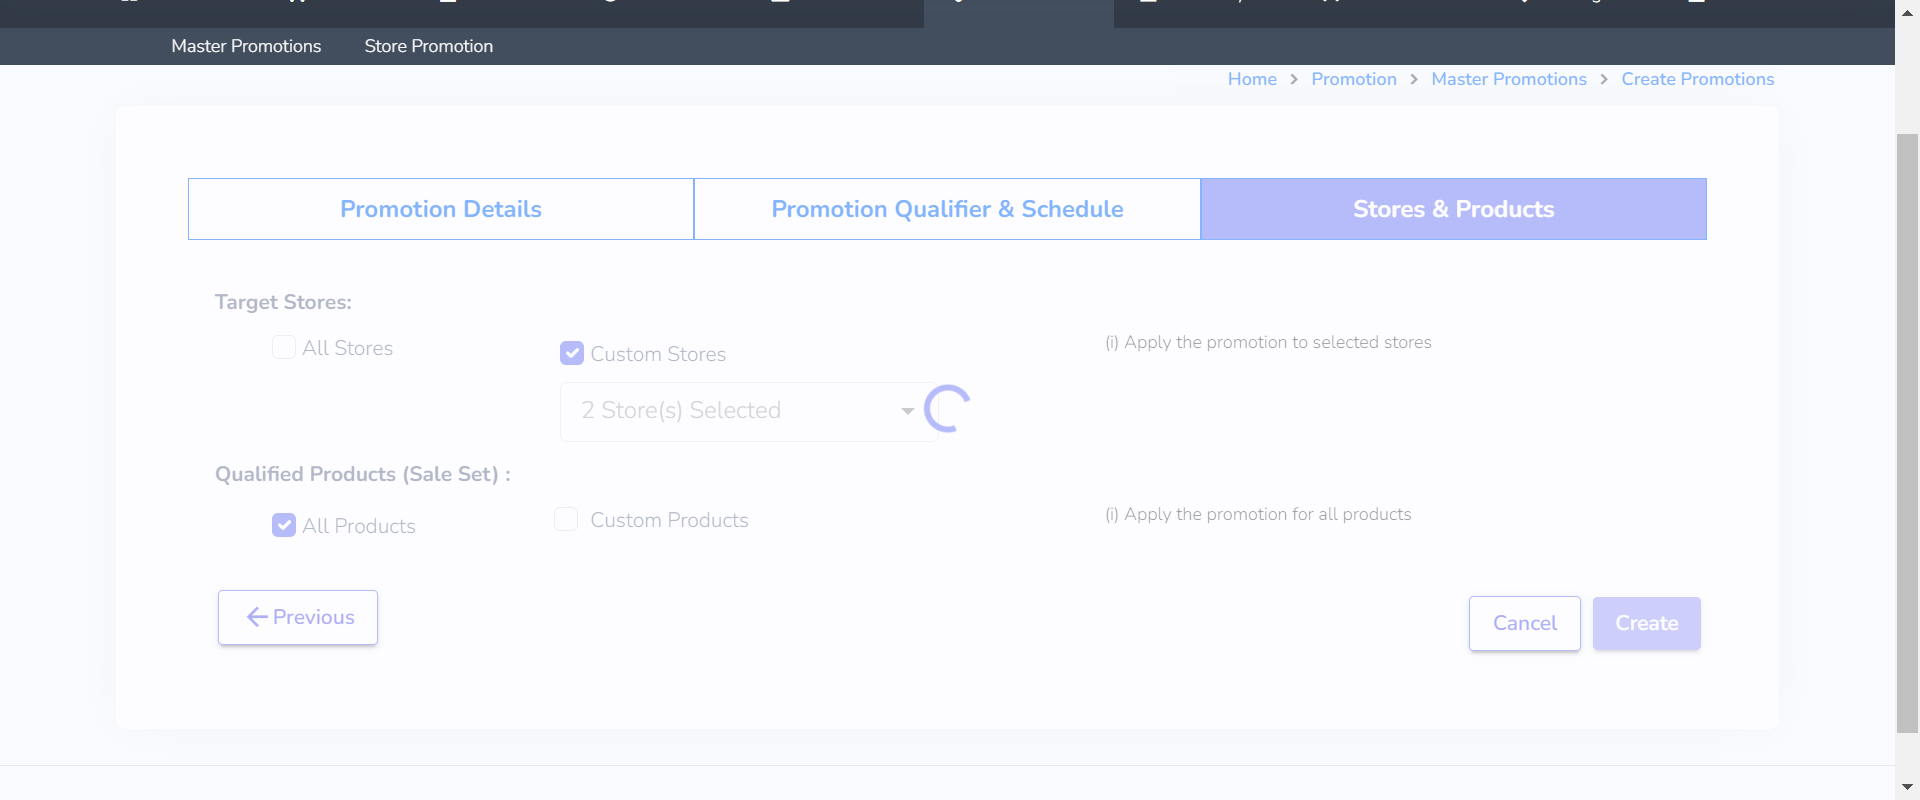 Master Promotions Store Promotion
Home > Promotion > Master Promotions > Create Promotions
Promotion Details Promotion Qualifier & Schedule Stores & Products
Target Stores:
All Stores Custom Stores (i) Apply the promotion to selected stores
2 Store(s) Selected
Qualified Products (Sale Set) :
All Products Custom Products (i) Apply the promotion for all products
Previous Cancel Create